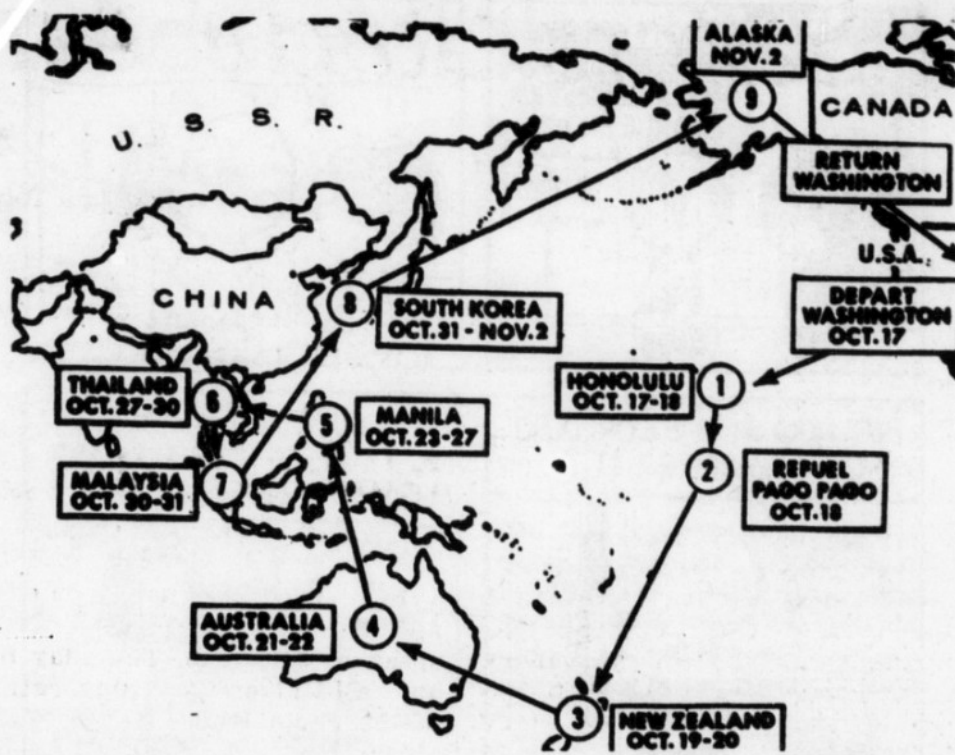 ALASKA
NOV. 2
9
CANADA
U. S. S. R.
RETURN
WASHINGTON
U.S.A.
CHINA
8
SOUTH KOREA
OCT. 31 - NOV. 2
DEPART
WASHINGTON
OCT. 17
THAILAND
OCT. 27-30
6
HONOLULU
OCT. 17-18
1
5
MANILA
OCT. 23-27
MALAYSIA
OCT. 30-31
7
2
REFUEL
PAGO PAGO
OCT. 18
AUSTRALIA
OCT. 21-22
4
3
NEW ZEALAND
OCT. 19-20